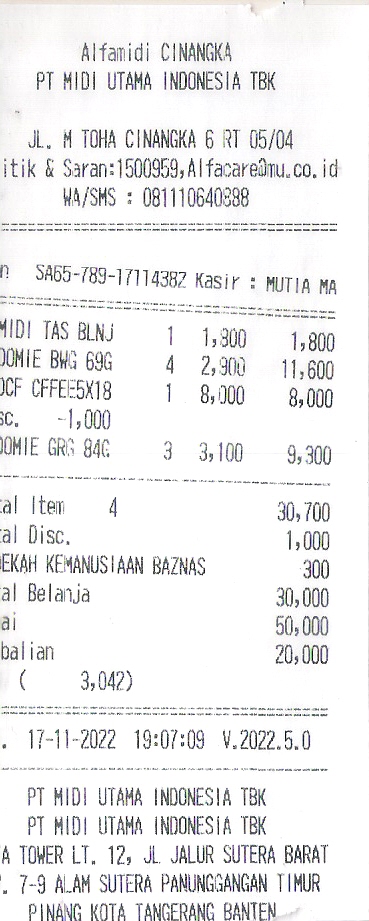 Alfamidi CINANGKA
PT MIDI UTAMA INDONESIA TBK
JL. M TOHA CINANGKA 6 RT 05/04
itik & Saran:1500959,Alfacare@mu.co.id
WA/SMS : 081110640888
n SA65-789-17114382 Kasir : MUTIA MA
MIDI TAS BLNJ 1 1,800 1,800
OOMIE BWG 69G 4 2,900 11,600
OCF CFFEE5X18 1 8,000 8,000
sc. -1,000
OOMIE GRG 84G 3 3,100 9,300
al Item 4 30,700
al Disc. 1,000
EKAH KEMANUSIAAN BAZNAS 300
al Belanja 30,000
ai 50,000
balian 20,000
( 3,042)
. 17-11-2022 19:07:09 V.2022.5.0
PT MIDI UTAMA INDONESIA TBK
PT MIDI UTAMA INDONESIA TBK
A TOWER LT. 12, JL JALUR SUTERA BARAT
. 7-9 ALAM SUTERA PANUNGGANGAN TIMUR
PINANG KOTA TANGERANG BANTEN